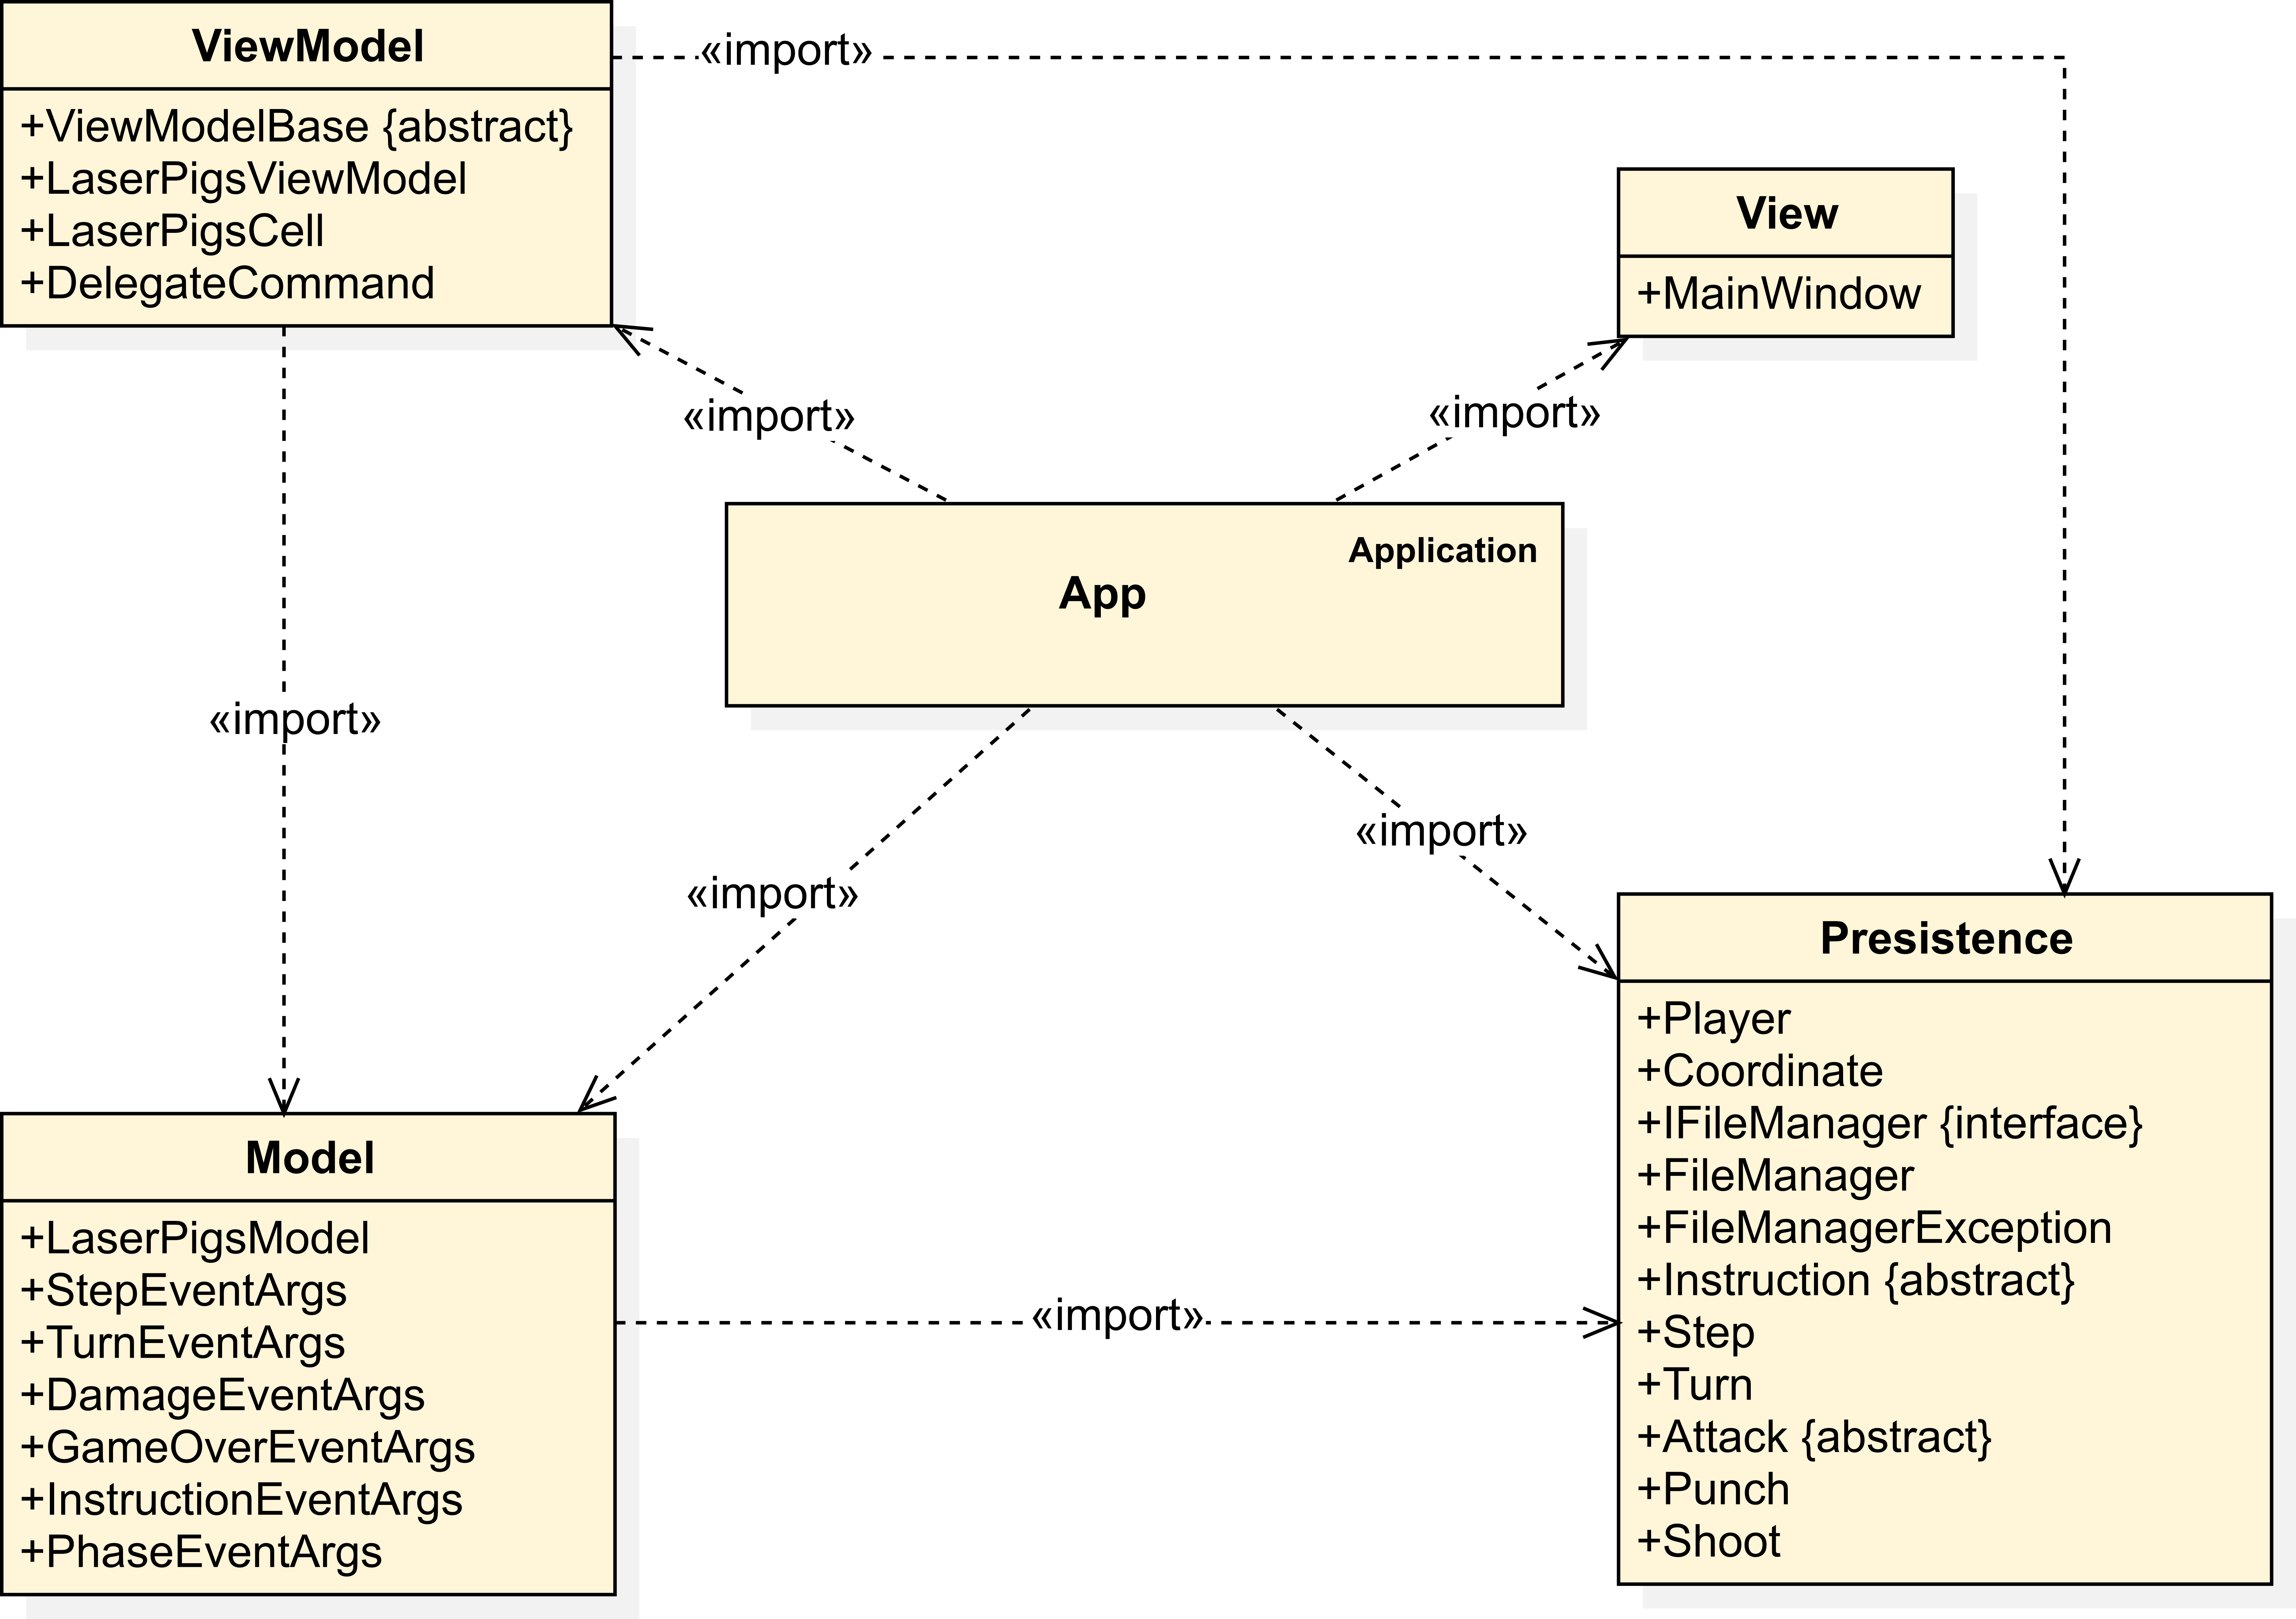 ViewModel
+ViewModelBase {abstract}
+LaserPigsViewModel
+LaserPigsCell
+DelegateCommand
«import»
View
+MainWindow
«import»
«import»
Application
App
«import»
«import»
«import»
Model
+LaserPigsModel
+StepEventArgs
+TurnEventArgs
+DamageEventArgs
+GameOverEventArgs
+InstructionEventArgs
+PhaseEventArgs
«import»
Presistence
+Player
+Coordinate
+IFileManager {interface}
+FileManager
+FileManagerException
+Instruction {abstract}
+Step
+Turn
+Attack {abstract}
+Punch
+Shoot